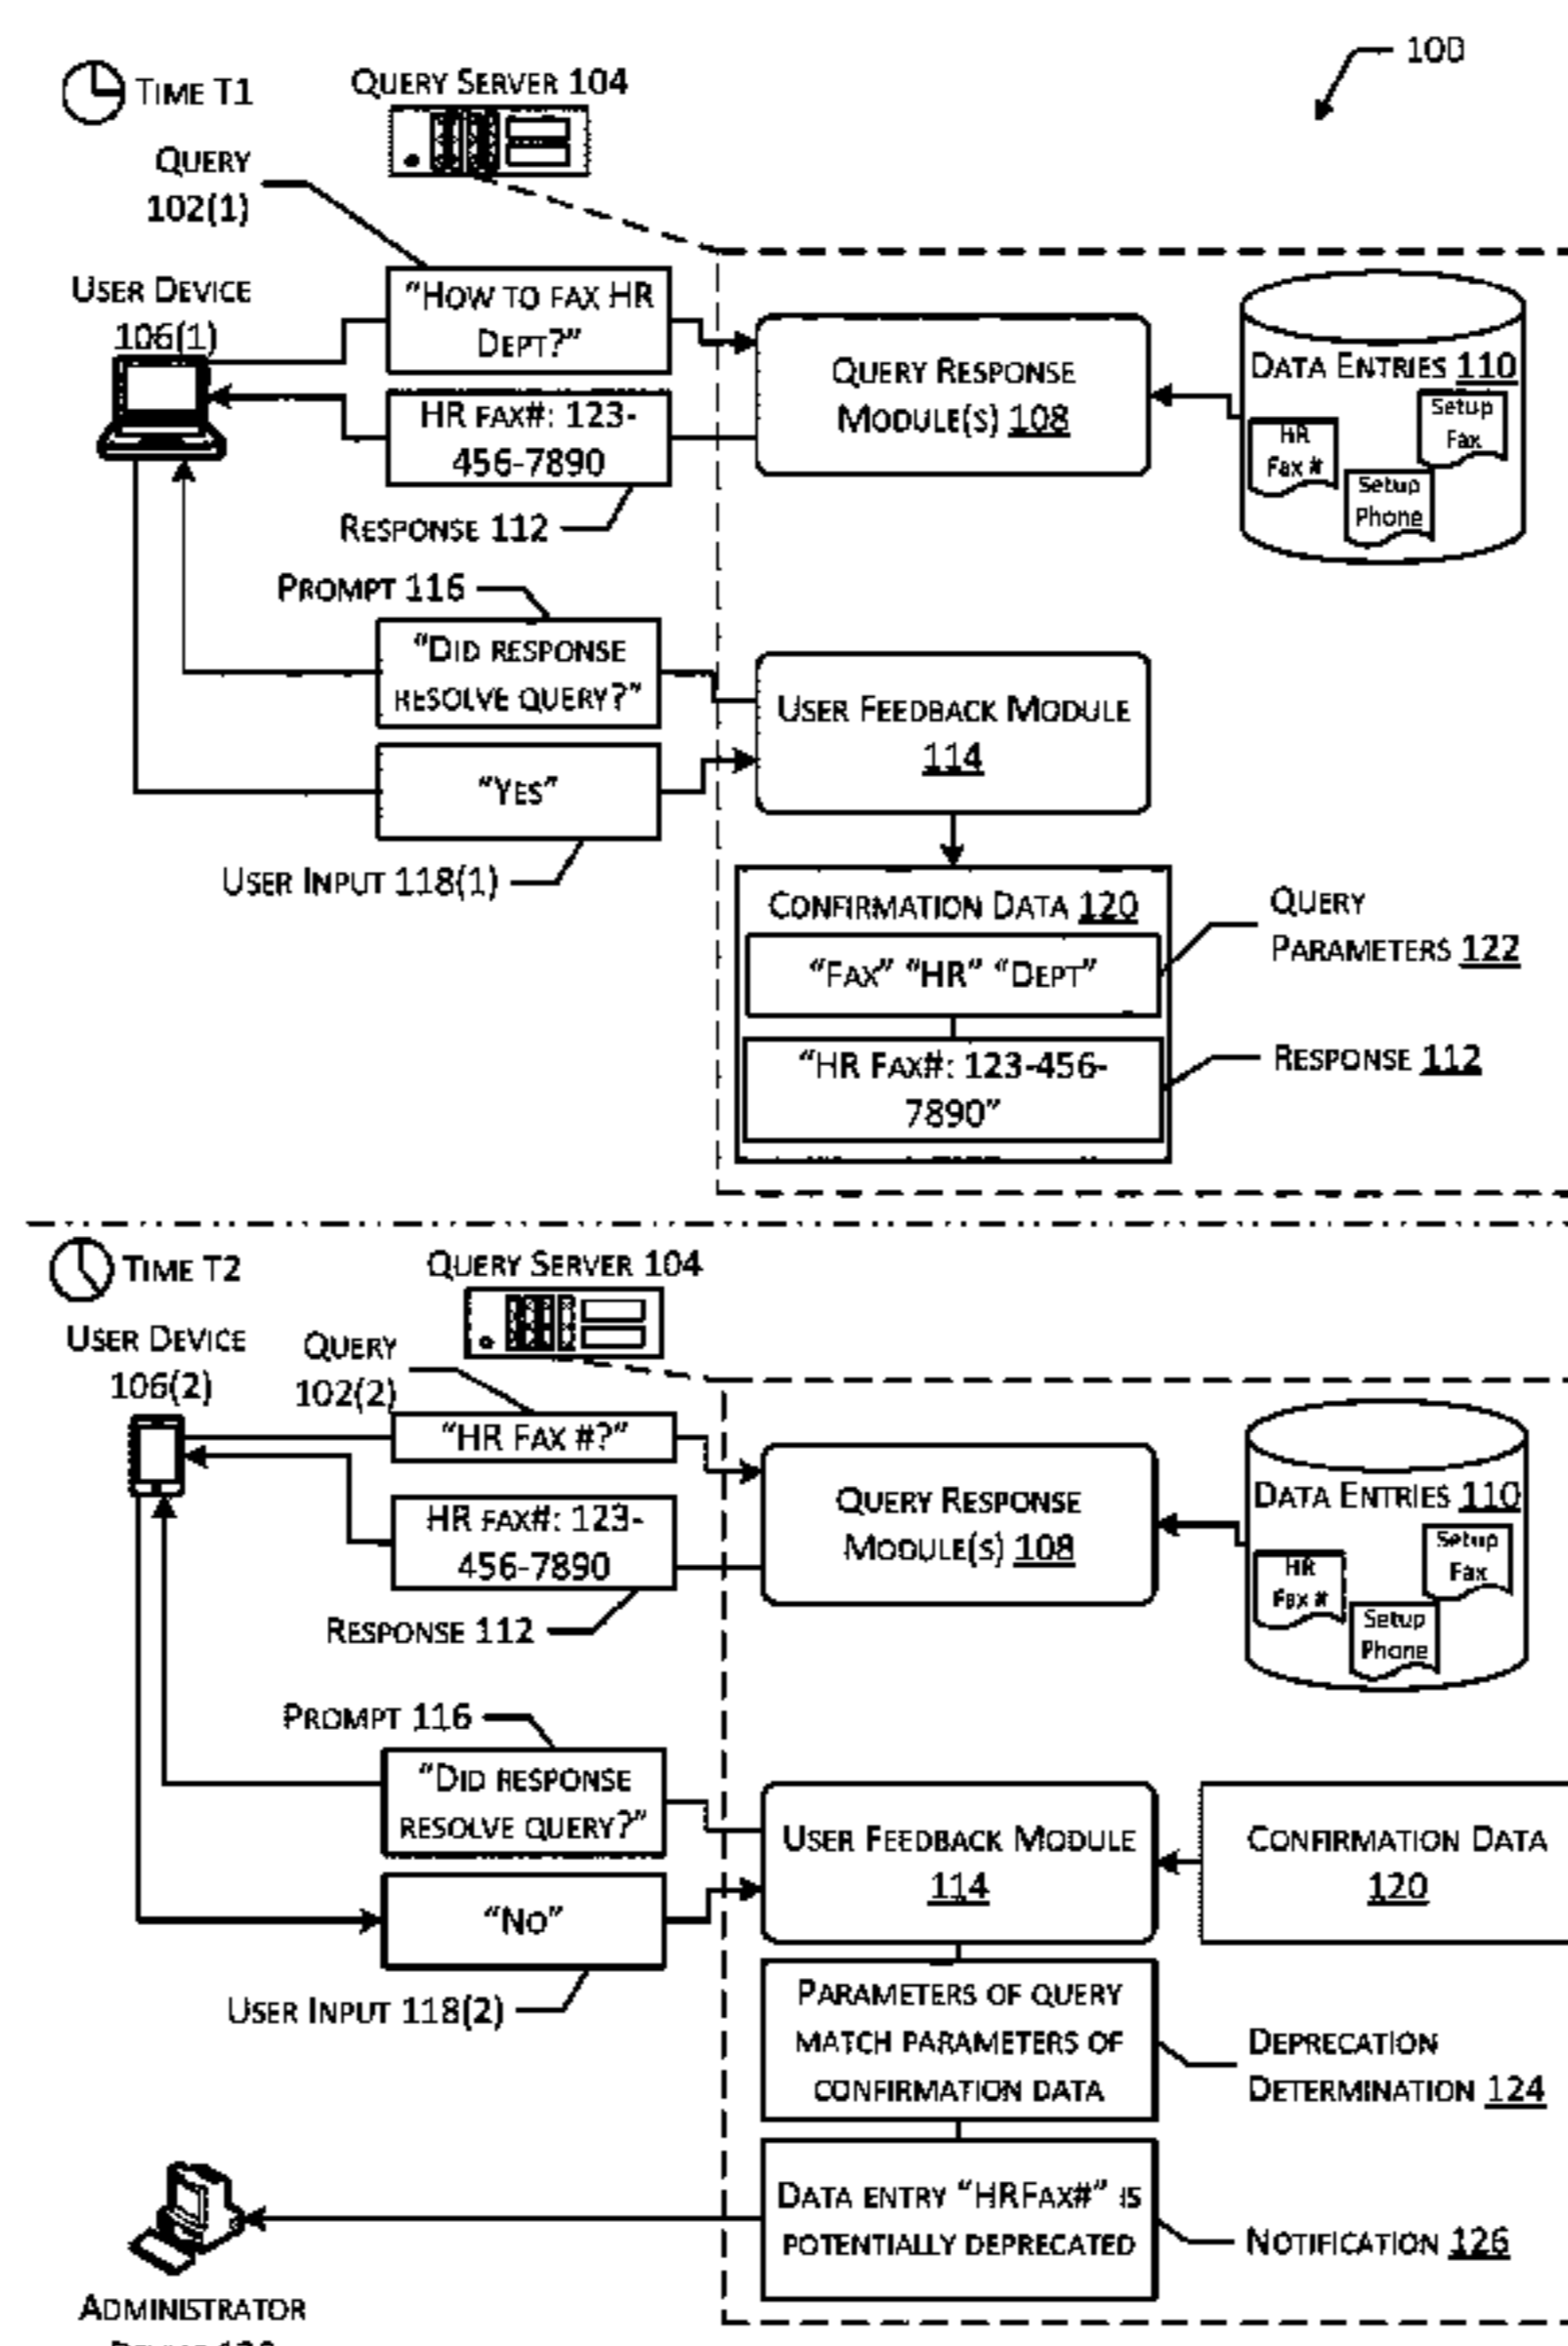 100
TIME T1
QUERY SERVER 104
QUERY
102(1)
USER DEVICE
106(1)
"HOW TO FAX HR
DEPT?"
HR FAX#: 123-
456-7890
RESPONSE 112
QUERY RESPONSE
MODULE(S) 108
DATA ENTRIES 110
HR
Fax #
Setup
Fax
Setup
Phone
PROMPT 116
"DID RESPONSE
RESOLVE QUERY?"
"YES"
USER INPUT 118(1)
USER FEEDBACK MODULE
114
CONFIRMATION DATA 120
"FAX" "HR" "DEPT"
"HR FAX#: 123-456-
7890"
QUERY
PARAMETERS 122
RESPONSE 112
TIME T2
QUERY SERVER 104
USER DEVICE
106(2)
QUERY
102(2)
"HR FAX #?"
HR FAX#: 123-
456-7890
RESPONSE 112
QUERY RESPONSE
MODULE(S) 108
DATA ENTRIES 110
HR
Fax #
Setup
Fax
Setup
Phone
PROMPT 116
"DID RESPONSE
RESOLVE QUERY?"
"NO"
USER INPUT 118(2)
USER FEEDBACK MODULE
114
CONFIRMATION DATA
120
PARAMETERS OF QUERY
MATCH PARAMETERS OF
CONFIRMATION DATA
DEPRECATION
DETERMINATION 124
DATA ENTRY "HRFAX#" IS
POTENTIALLY DEPRECATED
NOTIFICATION 126
ADMINISTRATOR